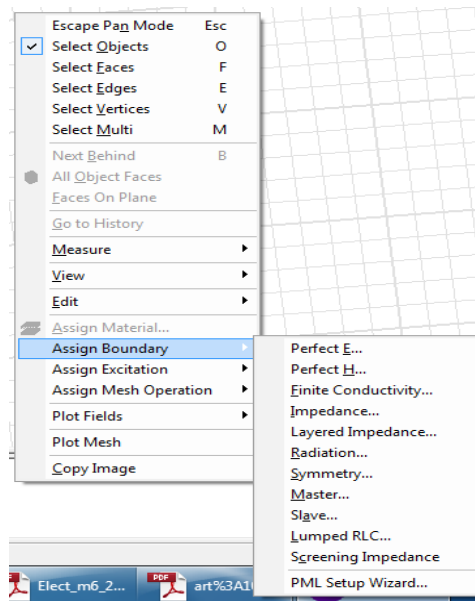 Escape Pan Mode Esc
Select Objects O
Select Faces F
Select Edges E
Select Vertices V
Select Multi M
Next Behind B
All Object Faces
Faces On Plane
Go to History
Measure
View
Edit
Assign Material...
Assign Boundary
Assign Excitation
Assign Mesh Operation
Plot Fields
Plot Mesh
Copy Image
Perfect E...
Perfect H...
Finite Conductivity...
Impedance...
Layered Impedance...
Radiation...
Symmetry...
Master...
Slave...
Lumped RLC...
Screening Impedance
PML Setup Wizard...
Elect_m6_2...
PDF